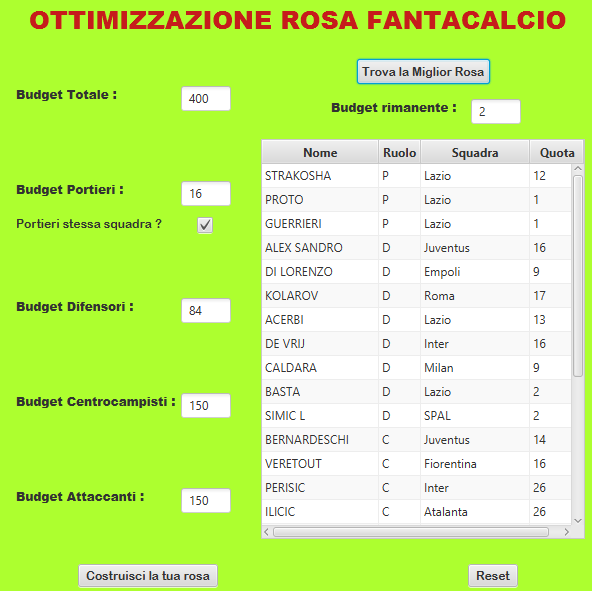 OTTIMIZZAZIONE ROSA FANTACALCIO
Trova la Miglior Rosa
Budget Totale : 400
Budget rimanente : 2
Budget Portieri : 16
Portieri stessa squadra ?
Budget Difensori : 84
Budget Centrocampisti : 150
Budget Attaccanti : 150
Nome Ruolo Squadra Quota
STRAKOSHA P Lazio 12
PROTO P Lazio 1
GUERRIERI P Lazio 1
ALEX SANDRO D Juventus 16
DI LORENZO D Empoli 9
KOLAROV D Roma 17
ACERBI D Lazio 13
DE VRIJ D Inter 16
CALDARA D Milan 9
BASTA D Lazio 2
SIMIC L D SPAL 2
BERNARDESCHI C Juventus 14
VERETOUT C Fiorentina 16
PERISIC C Inter 26
ILICIC C Atalanta 26
Costruisci la tua rosa
Reset